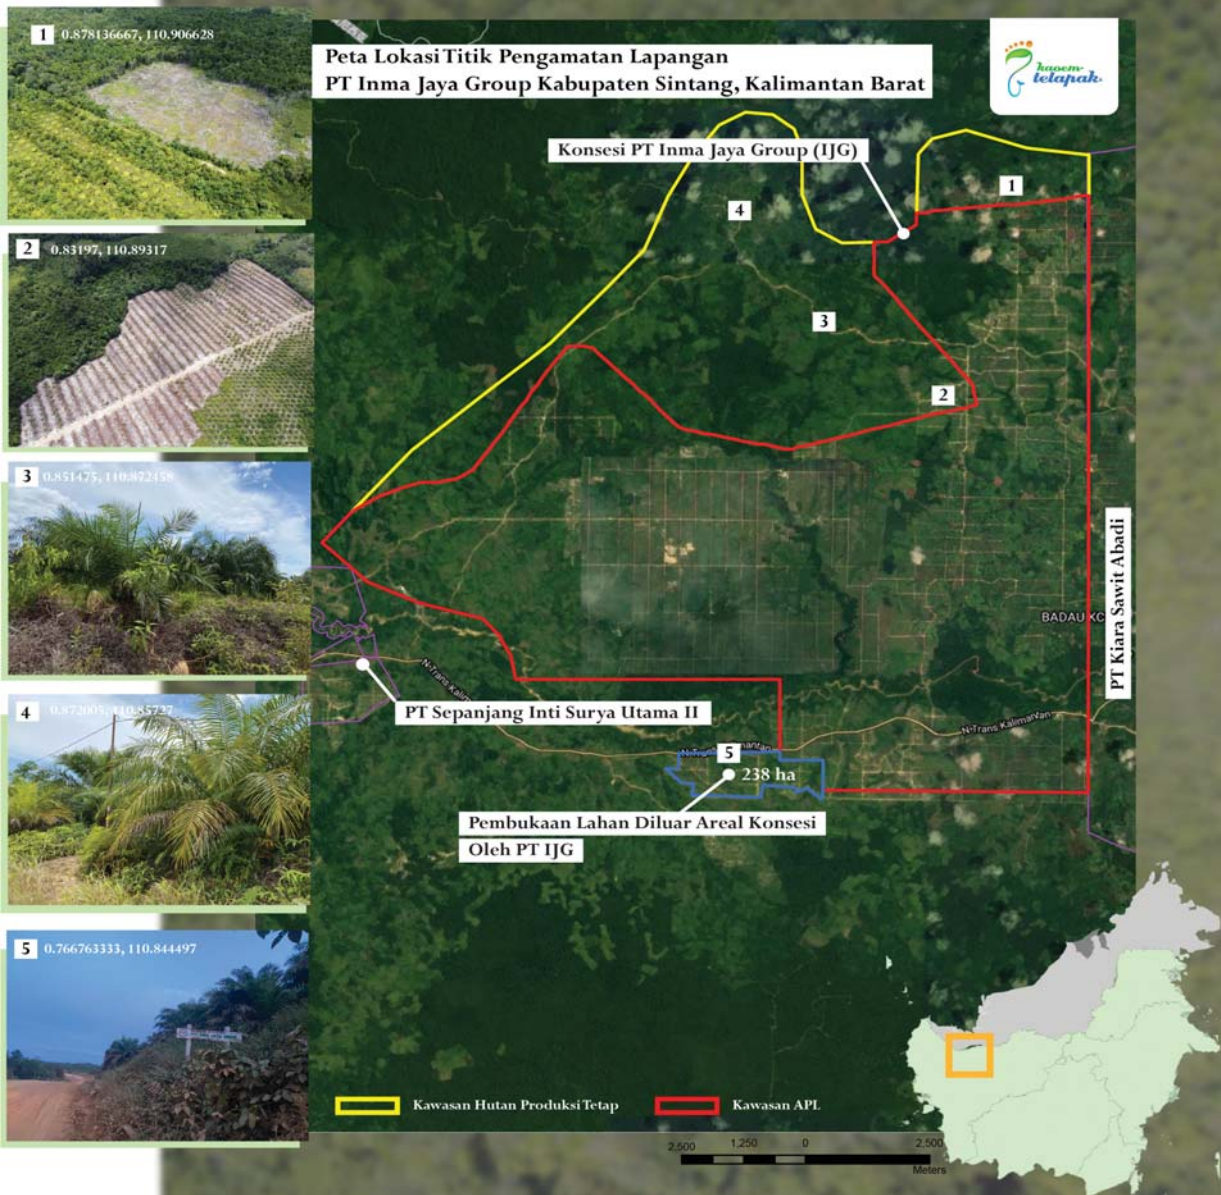 1 0.878136667, 110.906628
2 0.83197, 110.89317
3 0.851475, 110.872458
4 0.872005, 110.85727
5 0.766763333, 110.844497
Peta Lokasi Titik Pengamatan Lapangan
PT Inma Jaya Group Kabupaten Sintang, Kalimantan Barat
kaoem
telapak
Konsesi PT Inma Jaya Group (IJG)
1
4
3
2
BADAU KC
PT Kiara Sawit Abadi
N-Trans Kalim
PT Sepanjang Inti Surya Utama II
N-Trans Kalimantan
5
238 ha
Pembukaan Lahan Diluar Areal Konsesi
Oleh PT IJG
Kawasan Hutan Produksi Tetap
Kawasan APL
2,500 1,250 0 2,500
Meters